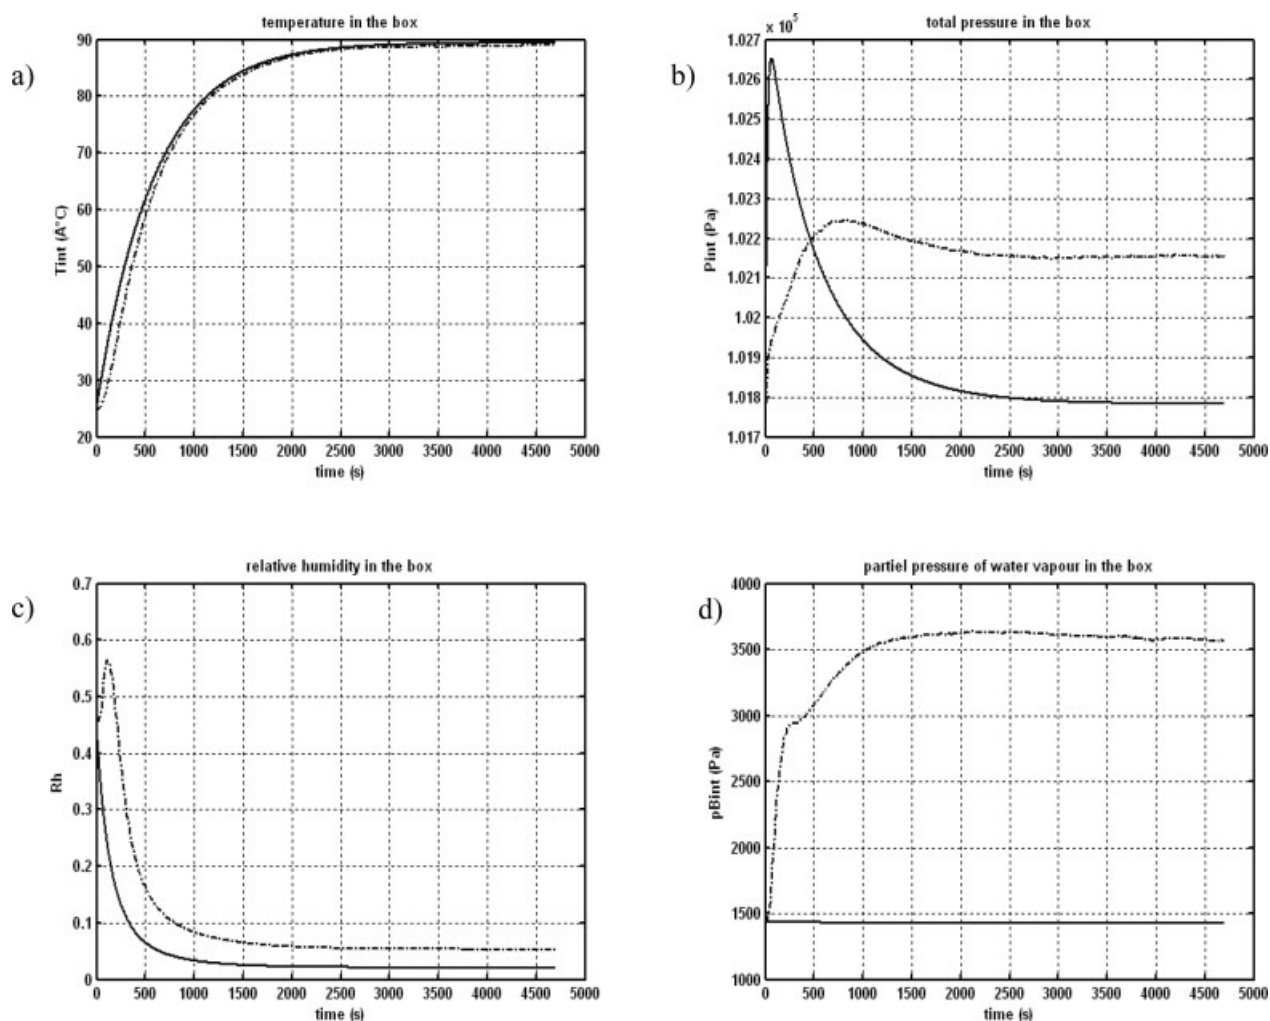 a)
temperature in the box
90
80
70
60
50
40
30
20
Tint (A°C)
0 500 1000 1500 2000 2500 3000 3500 4000 4500 5000
time (s)
b)
total pressure in the box
x 10^5
1.027
1.026
1.025
1.024
1.023
1.022
1.021
1.02
1.019
1.018
1.017
Pint (Pa)
0 500 1000 1500 2000 2500 3000 3500 4000 4500 5000
time (s)
c)
relative humidity in the box
0.7
0.6
0.5
0.4
0.3
0.2
0.1
0
Rh
0 500 1000 1500 2000 2500 3000 3500 4000 4500 5000
time (s)
d)
partiel pressure of water vapour in the box
4000
3500
3000
2500
2000
1500
1000
pBint (Pa)
0 500 1000 1500 2000 2500 3000 3500 4000 4500 5000
time (s)